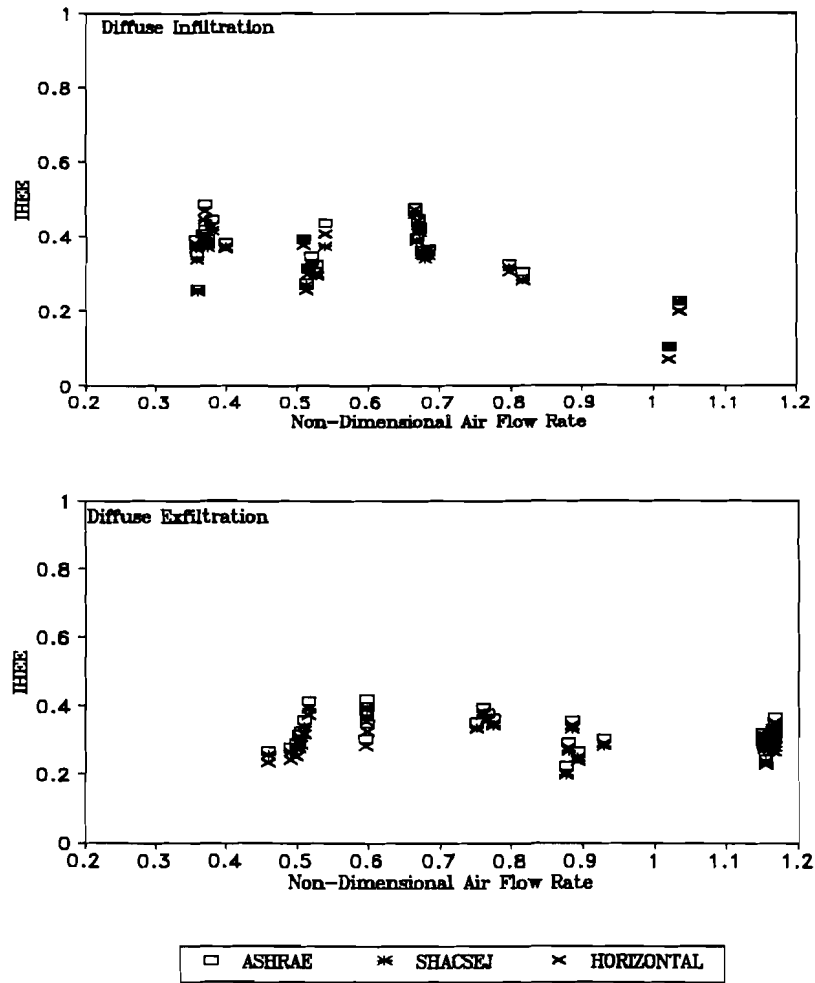 1
Diffuse Infiltration
0.8
0.6
IHEE
0.4
0.2
0
0.2 0.3 0.4 0.5 0.6 0.7 0.8 0.9 1 1.1 1.2
Non-Dimensional Air Flow Rate
1
Diffuse Exfiltration
0.8
0.6
IHEE
0.4
0.2
0
0.2 0.3 0.4 0.5 0.6 0.7 0.8 0.9 1 1.1 1.2
Non-Dimensional Air Flow Rate
ASHRAE SHACSEJ HORIZONTAL